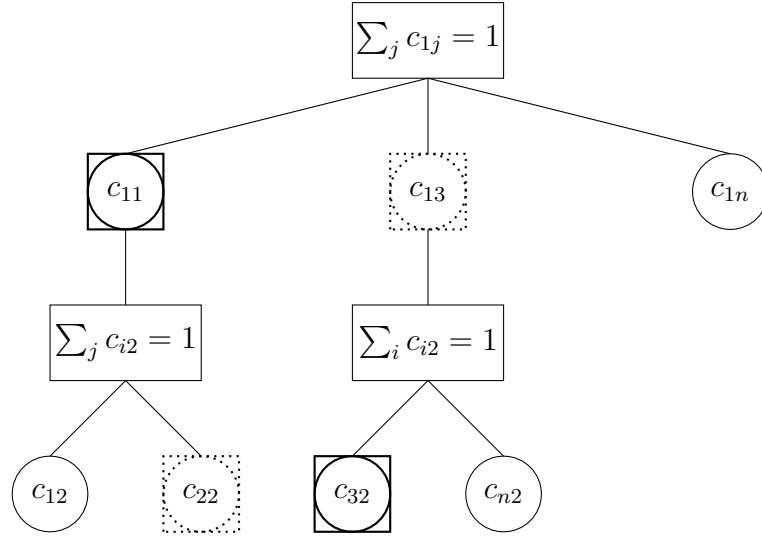 ∑_j c_{1j} = 1
c_{11} c_{13} c_{1n}
∑_j c_{i2} = 1 ∑_i c_{i2} = 1
c_{12} c_{22} c_{32} c_{n2}